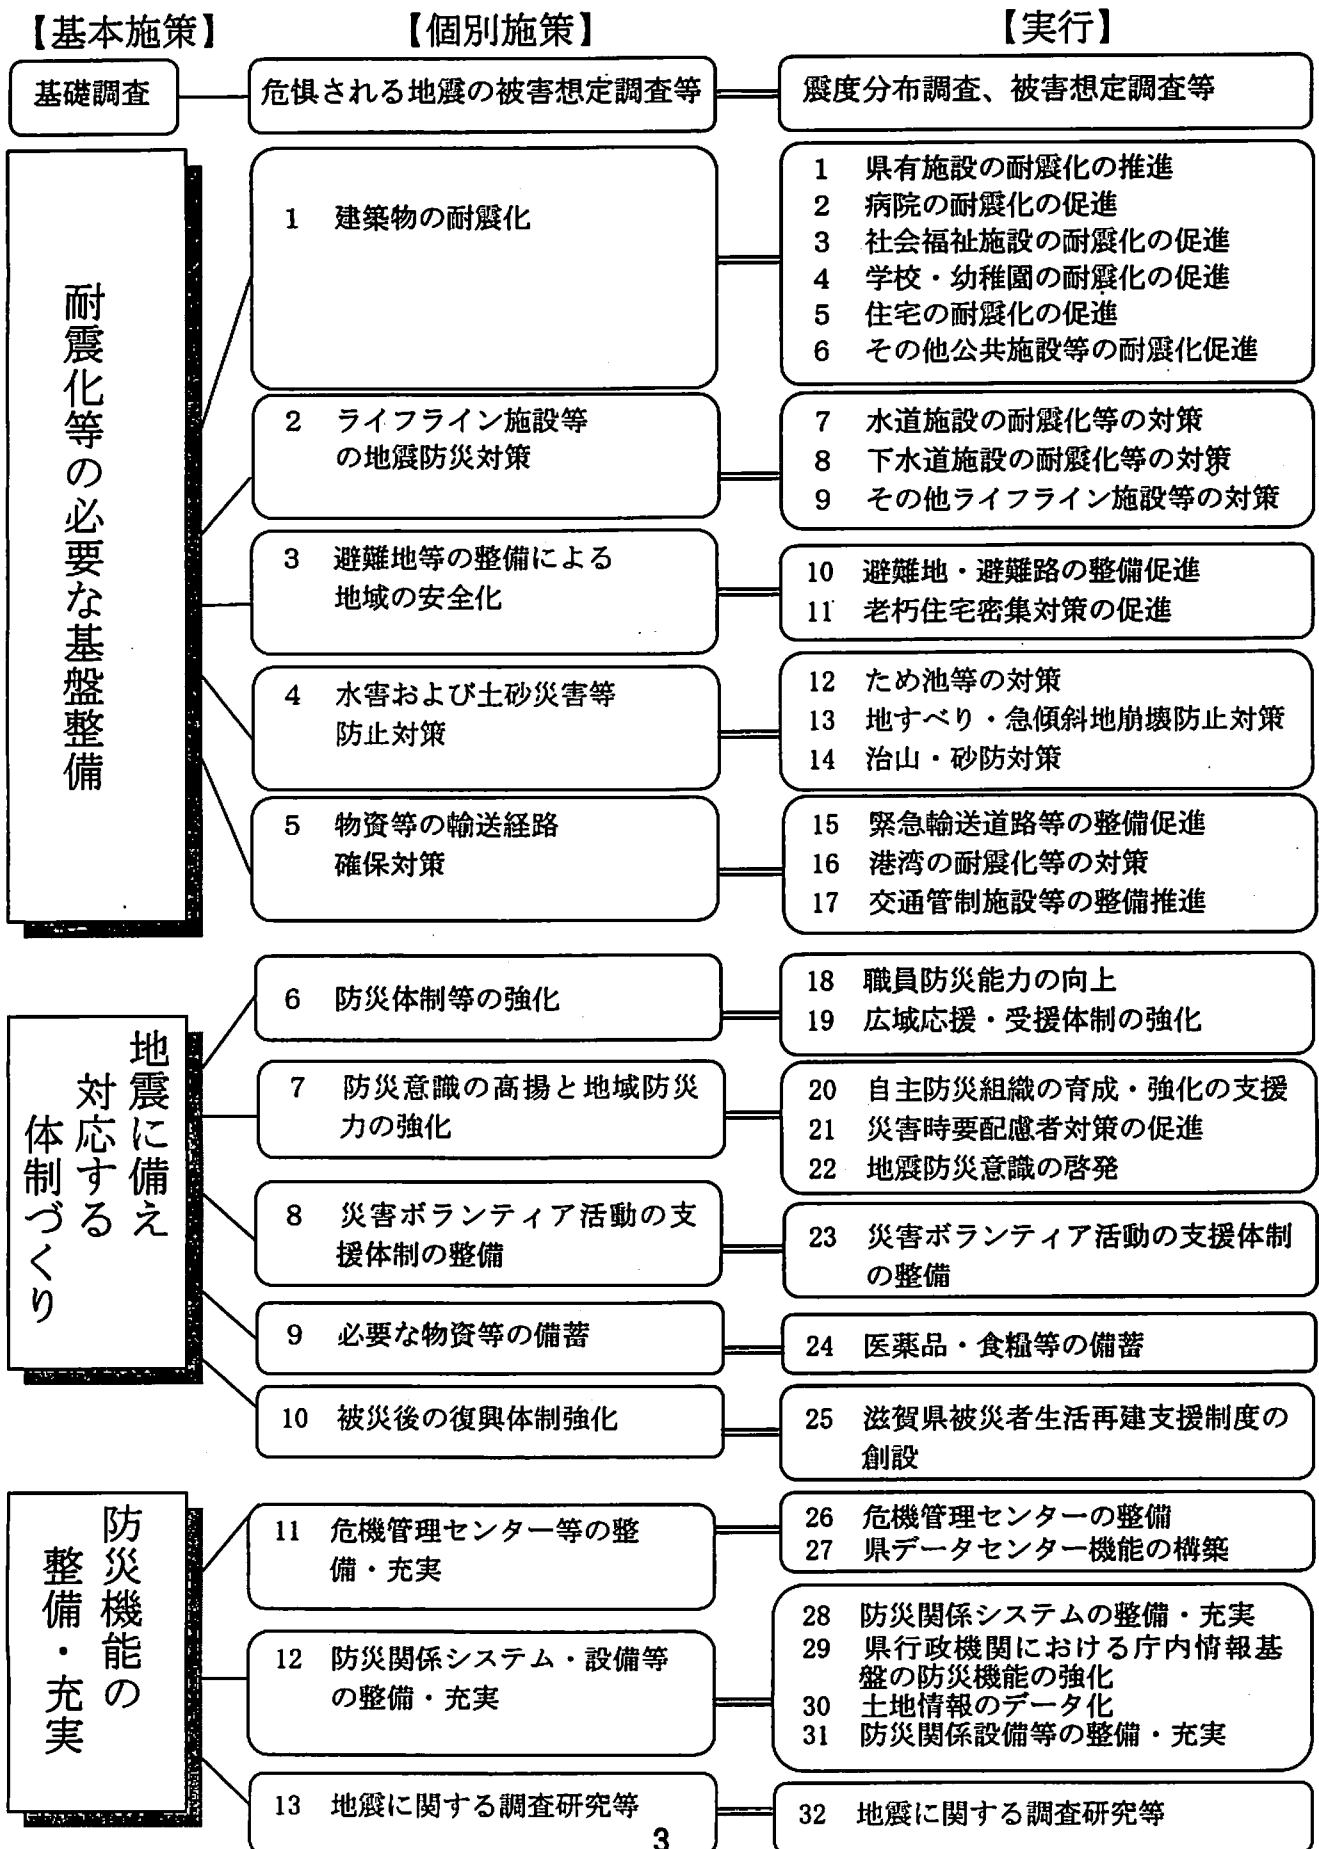 【基本施策】
【個別施策】
【実行】
基礎調査
危惧される地震の被害想定調査等
震度分布調査、被害想定調査等
耐震化等の必要な基盤整備
1 建築物の耐震化
1 県有施設の耐震化の推進
2 病院の耐震化の促進
3 社会福祉施設の耐震化の促進
4 学校・幼稚園の耐震化の促進
5 住宅の耐震化の促進
6 その他公共施設等の耐震化促進
2 ライフライン施設等
の地震防災対策
7 水道施設の耐震化等の対策
8 下水道施設の耐震化等の対策
9 その他ライフライン施設等の対策
3 避難地等の整備による
地域の安全化
10 避難地・避難路の整備促進
11 老朽住宅密集対策の促進
4 水害および土砂災害等
防止対策
12 ため池等の対策
13 地すべり・急傾斜地崩壊防止対策
14 治山・砂防対策
5 物資等の輸送経路
確保対策
15 緊急輸送道路等の整備促進
16 港湾の耐震化等の対策
17 交通管制施設等の整備推進
地震に備え
対応する
体制づくり
6 防災体制等の強化
18 職員防災能力の向上
19 広域応援・受援体制の強化
7 防災意識の高揚と地域防災
力の強化
20 自主防災組織の育成・強化の支援
21 災害時要配慮者対策の促進
22 地震防災意識の啓発
8 災害ボランティア活動の支
援体制の整備
23 災害ボランティア活動の支援体制
の整備
9 必要な物資等の備蓄
24 医薬品・食糧等の備蓄
10 被災後の復興体制強化
25 滋賀県被災者生活再建支援制度の
創設
防災機能の
整備・充実
11 危機管理センター等の整
備・充実
26 危機管理センターの整備
27 県データセンター機能の構築
12 防災関係システム・設備等
の整備・充実
28 防災関係システムの整備・充実
29 県行政機関における庁内情報基
盤の防災機能の強化
30 土地情報のデータ化
31 防災関係設備等の整備・充実
13 地震に関する調査研究等
32 地震に関する調査研究等
3